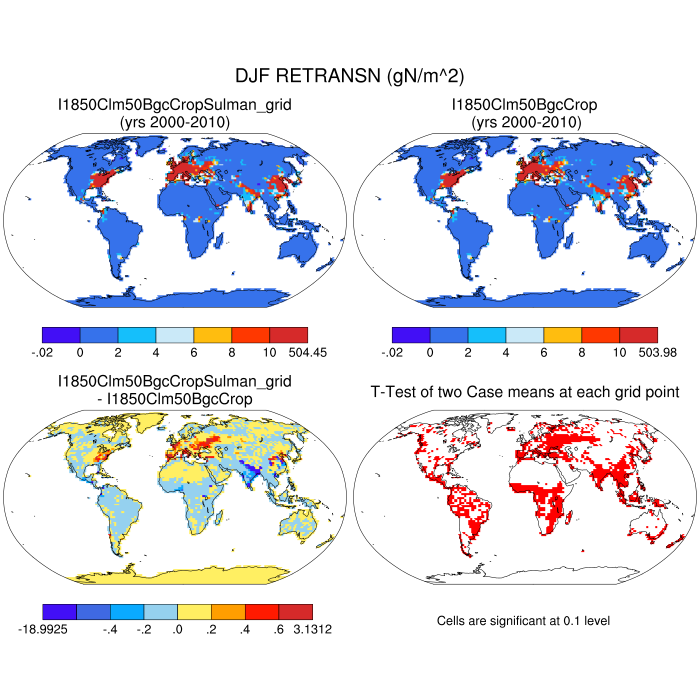 DJF RETRANSN (gN/m^2)
I1850Clm50BgcCropSulman_grid
(yrs 2000-2010)
I1850Clm50BgcCrop
(yrs 2000-2010)
-.02 0 2 4 6 8 10 504.45
-.02 0 2 4 6 8 10 503.98
I1850Clm50BgcCropSulman_grid
- I1850Clm50BgcCrop
T-Test of two Case means at each grid point
-18.9925 -.4 -.2 .0 .2 .4 .6 3.1312
Cells are significant at 0.1 level